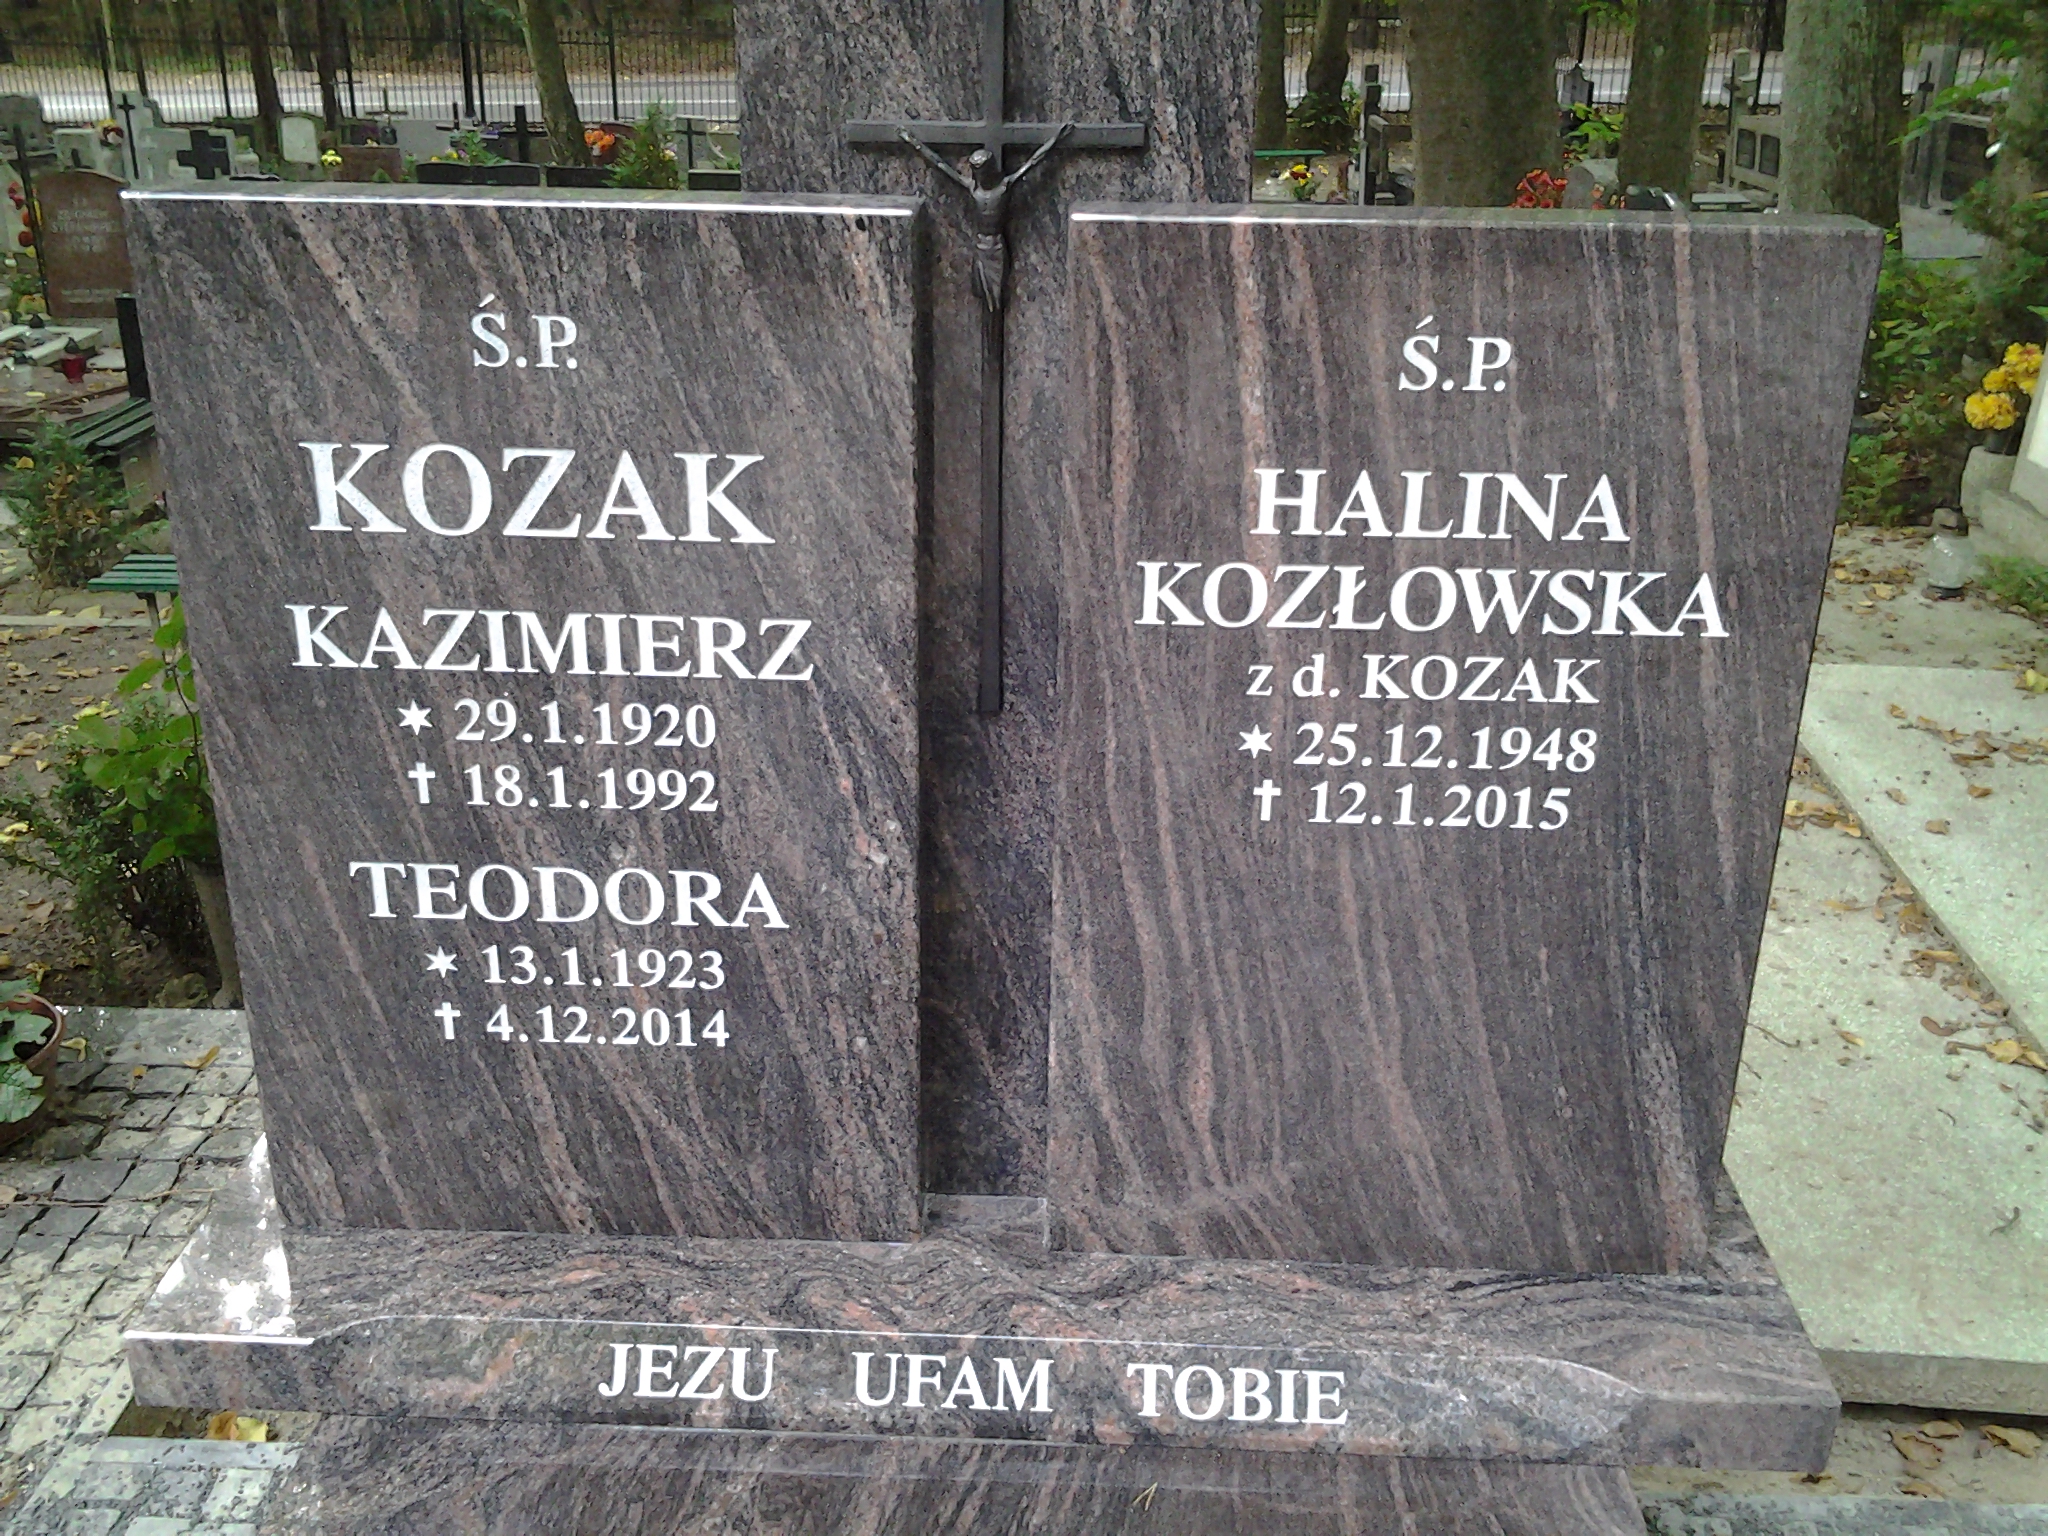 Ś.P.
KOZAK
KAZIMIERZ
✶ 29.1.1920
✝ 18.1.1992
TEODORA
✶ 13.1.1923
✝ 4.12.2014
Ś.P.
HALINA
KOZŁOWSKA
z d. KOZAK
✶ 25.12.1948
✝ 12.1.2015
JEZU UFAM TOBIE